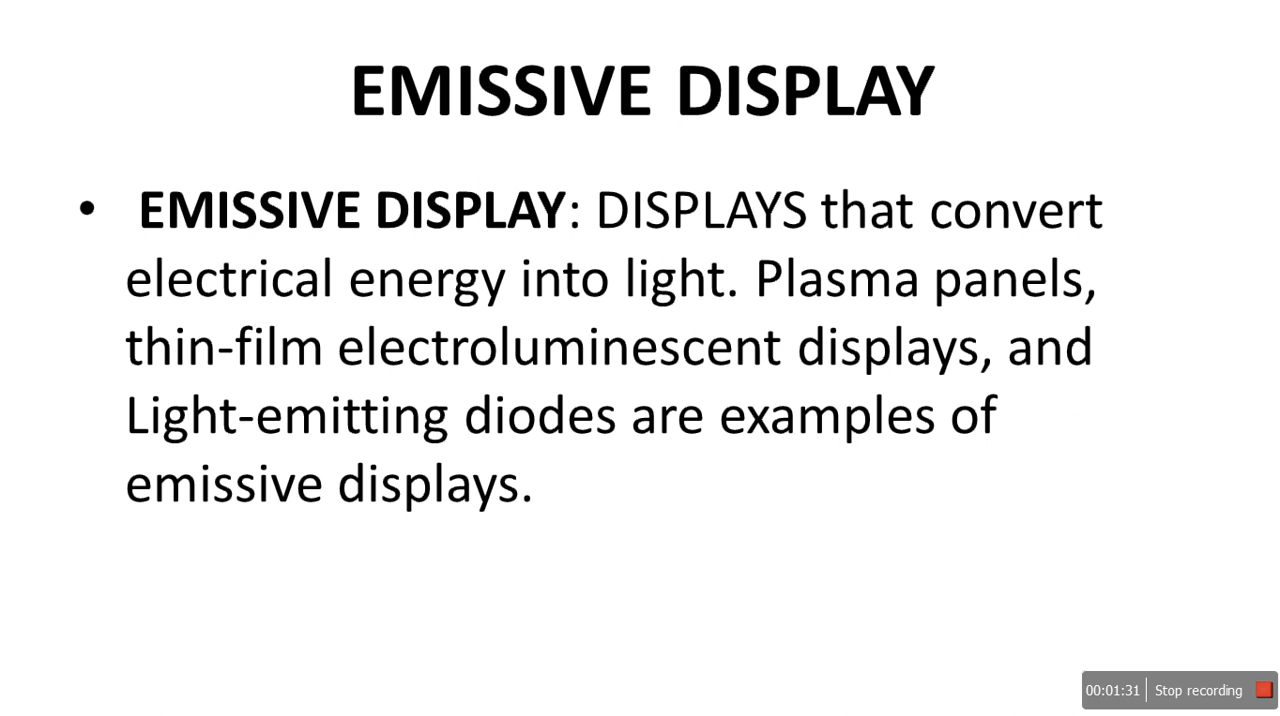 EMISSIVE DISPLAY
• EMISSIVE DISPLAY: DISPLAYS that convert
electrical energy into light. Plasma panels,
thin-film electroluminescent displays, and
Light-emitting diodes are examples of
emissive displays.
00:01:31 Stop recording